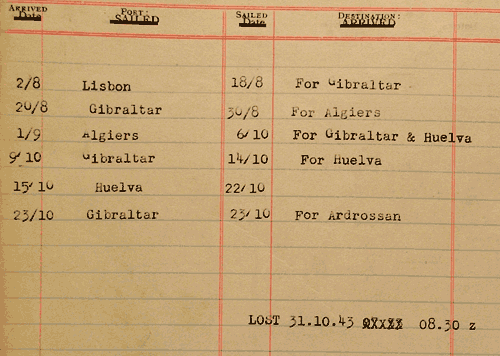 ARRIVED Date PORT: SAILED SAILED Date DESTINATION: ARRIVED
2/8 Lisbon 18/8 For Gibraltar
20/8 Gibraltar 30/8 For Algiers
1/9 Algiers 6/10 For Gibraltar & Huelva
9/10 Gibraltar 14/10 For Huelva
15/10 Huelva 22/10
23/10 Gibraltar 23/10 For Ardrossan
LOST 31.10.43 08.30 z